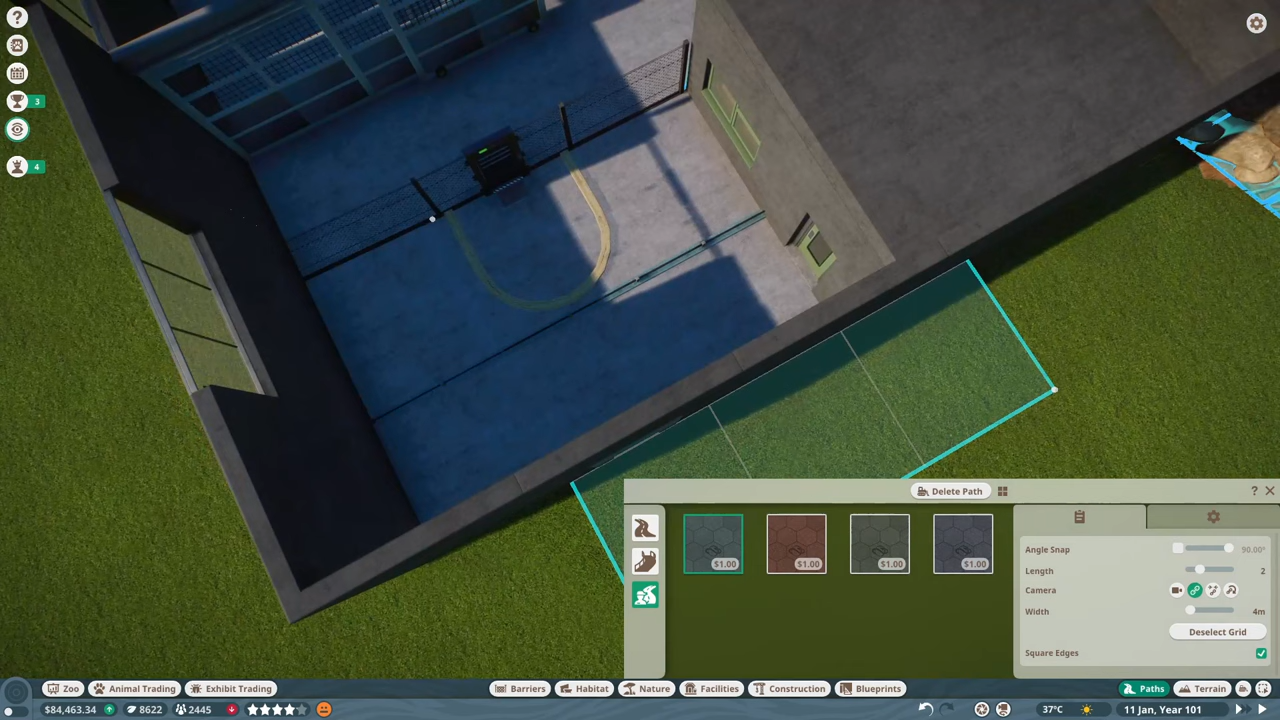 ?
3
4
Delete Path
?
$1.00
$1.00
$1.00
$1.00
Angle Snap
90.00°
Length
2
Camera
Width
4m
Deselect Grid
Square Edges
Zoo
Animal Trading
Exhibit Trading
Barriers
Habitat
Nature
Facilities
Construction
Blueprints
Paths
Terrain
$84,463.34
8622
2445
37°C
11 Jan, Year 101